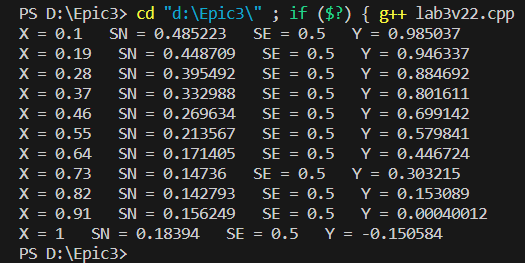 PS D:\Epic3> cd "d:\Epic3\" ; if ($?) { g++ lab3v22.cpp
X = 0.1   SN = 0.485223   SE = 0.5   Y = 0.985037
X = 0.19   SN = 0.448709   SE = 0.5   Y = 0.946337
X = 0.28   SN = 0.395492   SE = 0.5   Y = 0.884692
X = 0.37   SN = 0.332988   SE = 0.5   Y = 0.801611
X = 0.46   SN = 0.269634   SE = 0.5   Y = 0.699142
X = 0.55   SN = 0.213567   SE = 0.5   Y = 0.579841
X = 0.64   SN = 0.171405   SE = 0.5   Y = 0.446724
X = 0.73   SN = 0.14736   SE = 0.5   Y = 0.303215
X = 0.82   SN = 0.142793   SE = 0.5   Y = 0.153089
X = 0.91   SN = 0.156249   SE = 0.5   Y = 0.00040012
X = 1   SN = 0.18394   SE = 0.5   Y = -0.150584
PS D:\Epic3>